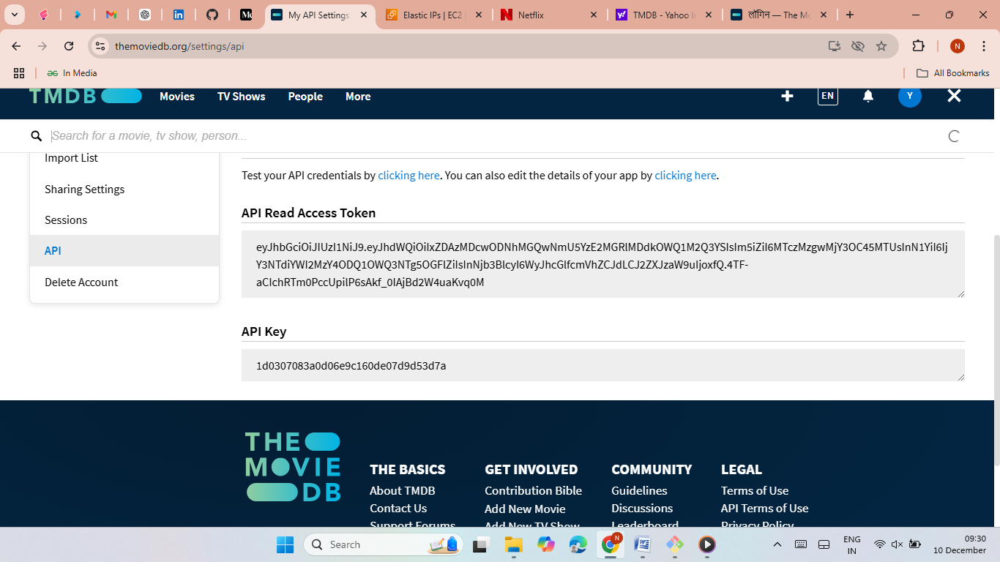 My API Settings
Elastic IPs | EC2
Netflix
TMDB - Yahoo
लॉगिन — The
themoviedb.org/settings/api
N
In Media
All Bookmarks
TMDB
Movies
TV Shows
People
More
EN
Y
Search for a movie, tv show, person...
Import List
Sharing Settings
Sessions
API
Delete Account
Test your API credentials by clicking here. You can also edit the details of your app by clicking here.
API Read Access Token
API Key
1d0307083a0d06e9c160de07d9d53d7a
THE
MOVIE
DB
THE BASICS
About TMDB
Contact Us
Support Forums
GET INVOLVED
Contribution Bible
Add New Movie
Add New TV Show
COMMUNITY
Guidelines
Discussions
Leaderboard
LEGAL
Terms of Use
API Terms of Use
Privacy Policy
Search
N
ENG
IN
09:30
10 December